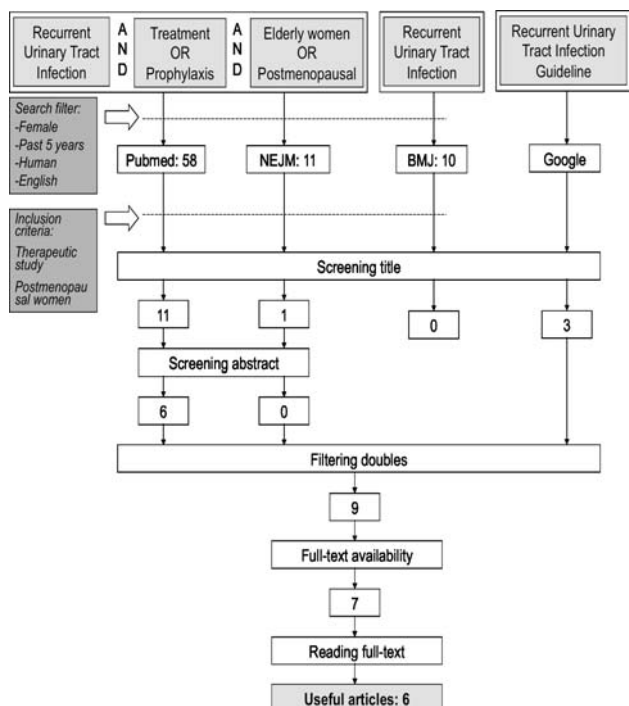 Recurrent
Urinary Tract
Infection
A
N
D
Treatment
OR
Prophylaxis
A
N
D
Elderly women
OR
Postmenopausal
Recurrent
Urinary Tract
Infection
Recurrent Urinary
Tract Infection
Guideline
Search filter:
-Female
-Past 5 years
-Human
-English
Pubmed: 58
NEJM: 11
BMJ: 10
Google
Inclusion
criteria:
Therapeutic
study
Postmenopau
sal women
Screening title
11
1
0
3
Screening abstract
6
0
Filtering doubles
9
Full-text availability
7
Reading full-text
Useful articles: 6